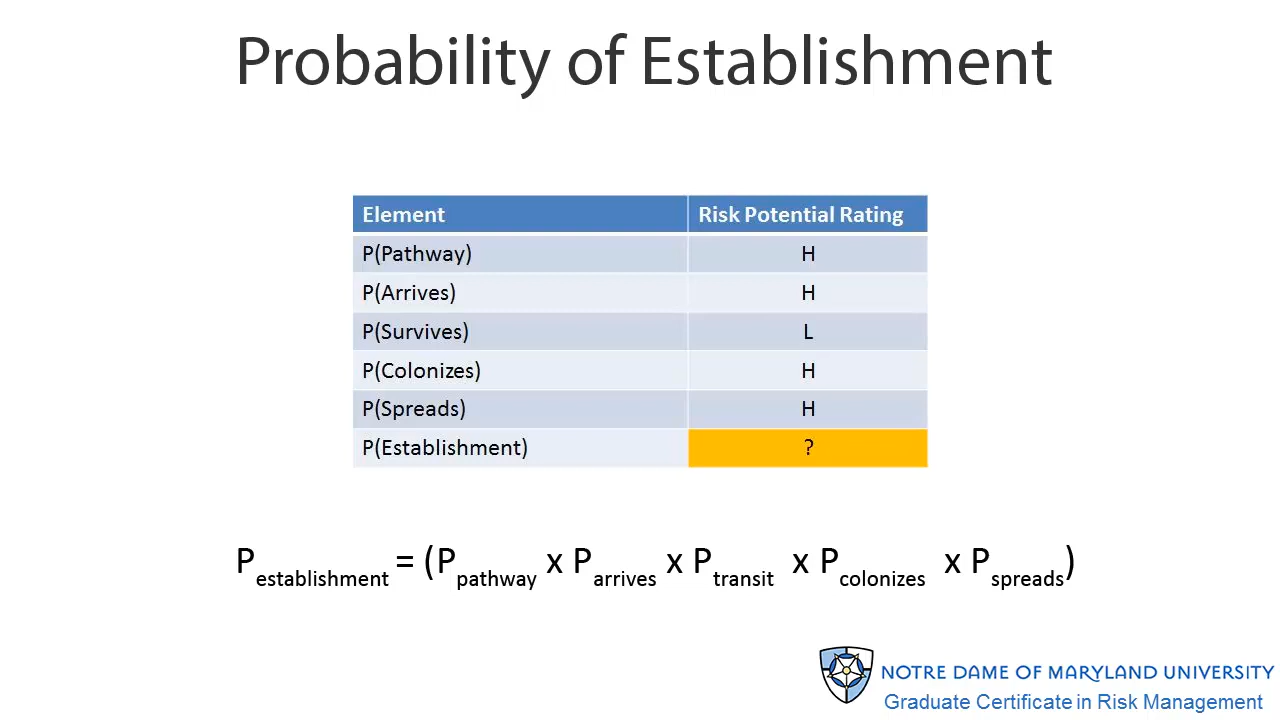 Probability of Establishment
Element Risk Potential Rating
P(Pathway) H
P(Arrives) H
P(Survives) L
P(Colonizes) H
P(Spreads) H
P(Establishment) ?
Pestablishment = (Ppathway x Parrives x Ptransit x Pcolonizes x Pspreads)
NOTRE DAME OF MARYLAND UNIVERSITY
Graduate Certificate in Risk Management